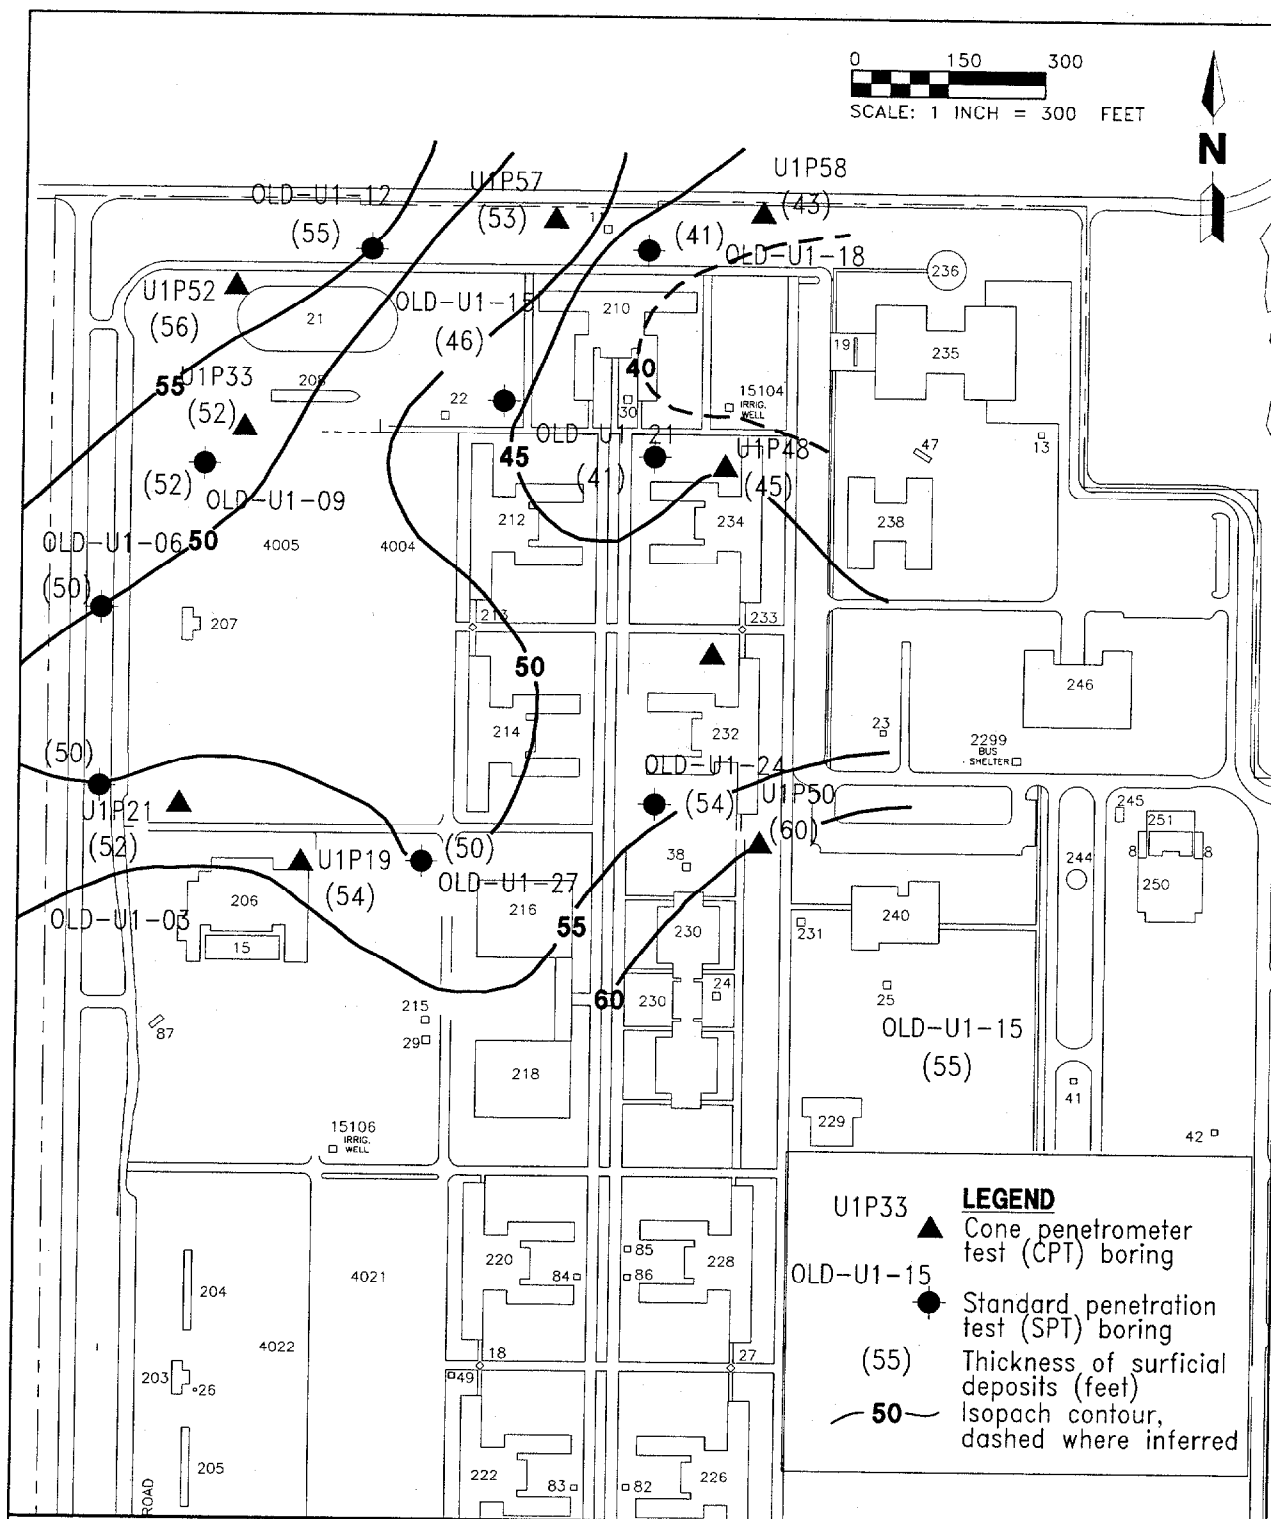 0 150 300
SCALE: 1 INCH = 300 FEET
N
OLD-U1-12
(55)
U1P57
(53)
11
U1P58
(43)
(41)
OLD-U1-18
U1P52
(56)
21
OLD-U1-15
(46)
210
236
19
235
55
U1P33
(52)
208
22
40
30
15104
IRRIG.
WELL
47
13
(52)
OLD-U1-09
45
OLD U1 21
(41)
U1P48
(45)
OLD-U1-06
(50)
50
4005
4004
212
234
238
207
213
233
50
214
232
23
246
2299
BUS
SHELTER
(50)
U1P21
(52)
OLD-U1-24
(54)
U1P50
(60)
245
251
U1P19
(54)
(50)
OLD-U1-27
38
244
8
8
250
OLD-U1-03
206
15
216
55
230
231
240
60
230
24
25
87
215
29
OLD-U1-15
(55)
218
41
229
42
15106
IRRIG.
WELL
LEGEND
U1P33
Cone penetrometer
test (CPT) boring
OLD-U1-15
Standard penetration
test (SPT) boring
(55)
Thickness of surficial
deposits (feet)
50
Isopach contour,
dashed where inferred
220
84
85
86
228
204
4021
4022
203
26
18
49
27
205
ROAD
222
83
82
226